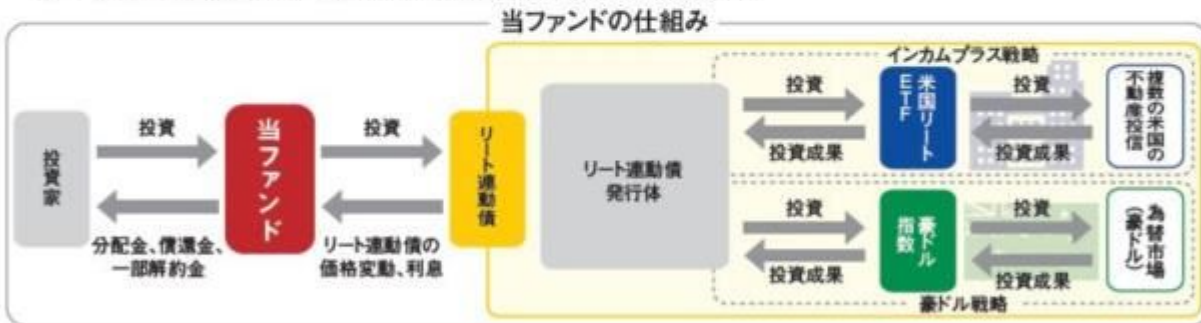 当ファンドの仕組み
投資家
投資
分配金、償還金、
一部解約金
当ファンド
投資
リート連動債の
価格変動、利息
リート連動債
リート連動債
発行体
インカムプラス戦略
投資
投資成果
米国リート
ETF
投資
投資成果
複数の米国の
不動産投信
投資
投資成果
豪ドル
指数
投資
投資成果
為替市場
(豪ドル)
豪ドル戦略